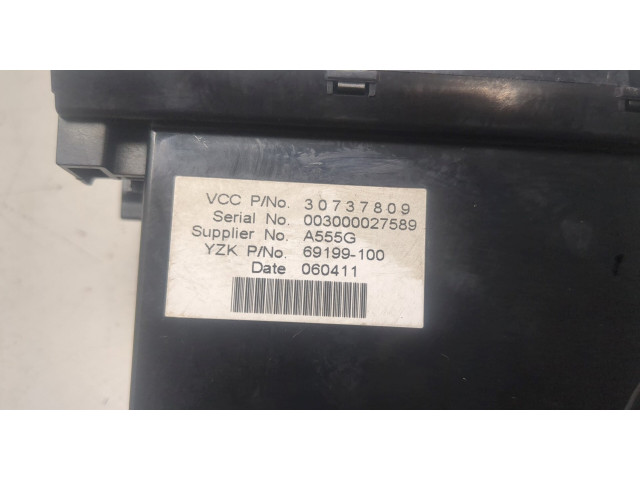 VCC P/No. 30737809
Serial No. 003000027589
Supplier No. A555G
YZK P/No. 69199-100
Date 060411